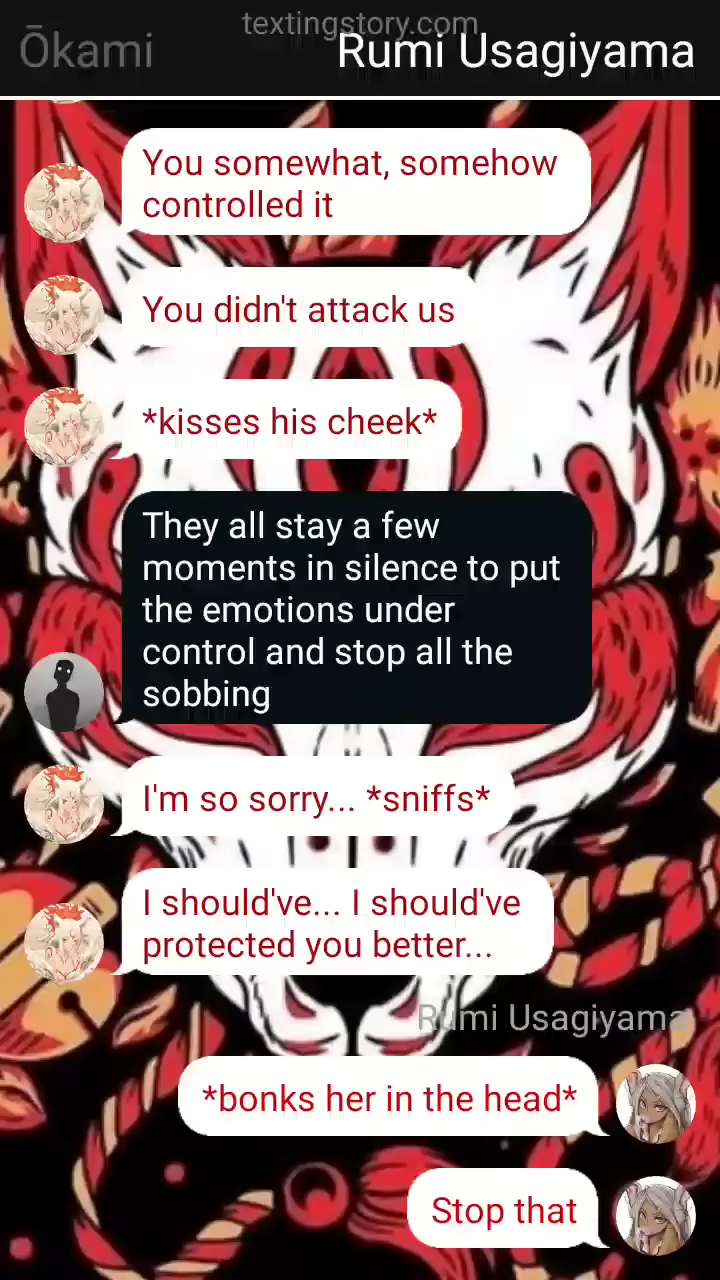 textingstory.com
Ōkami
Rumi Usagiyama
You somewhat, somehow
controlled it
You didn't attack us
*kisses his cheek*
They all stay a few
moments in silence to put
the emotions under
control and stop all the
sobbing
I'm so sorry... *sniffs*
I should've... I should've
protected you better...
Rumi Usagiyama
*bonks her in the head*
Stop that